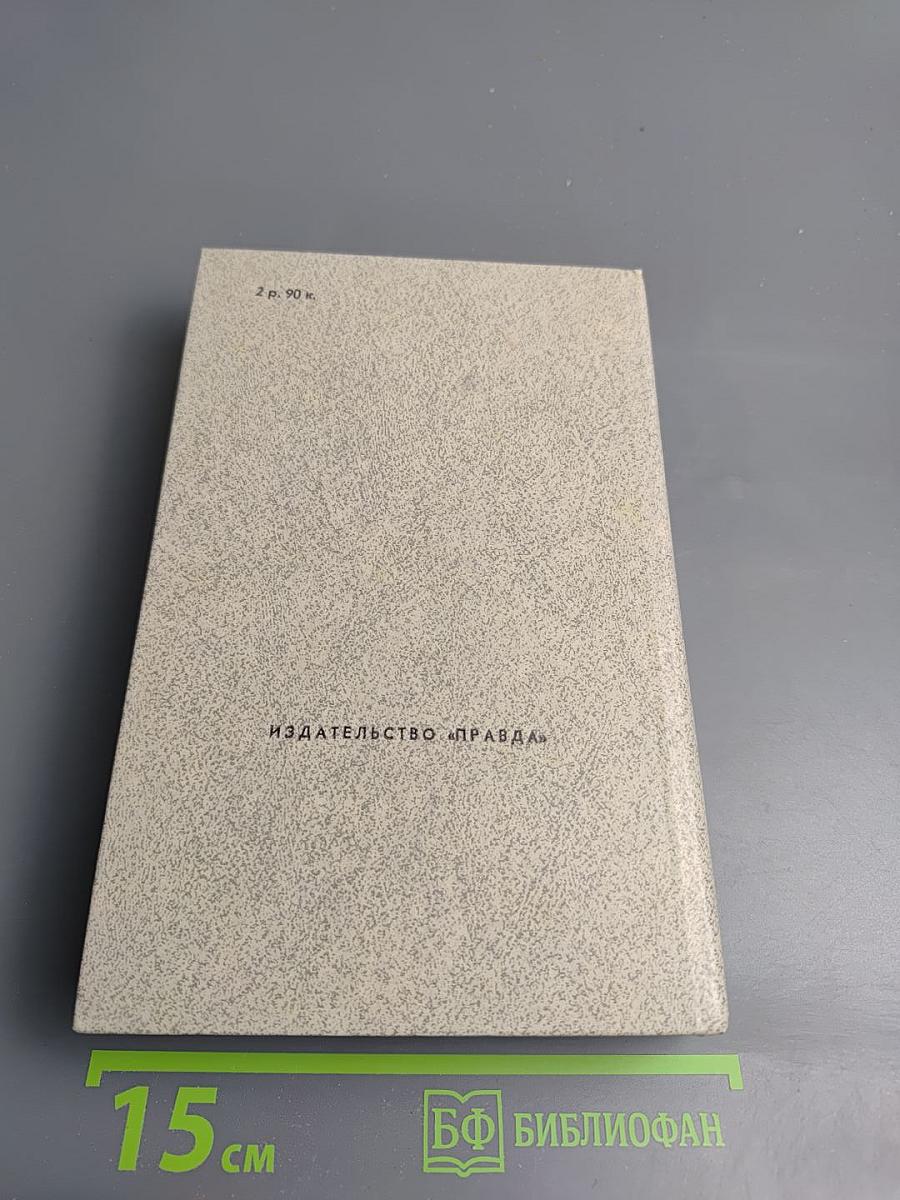 2 р. 90 к.
ИЗДАТЕЛЬСТВО «ПРАВДА»
15 см
БФ БИБЛИОФАН